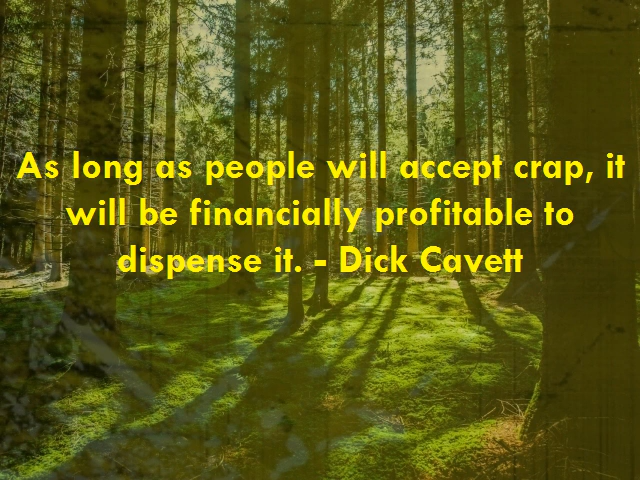 As long as people will accept crap, it
will be financially profitable to
dispense it. - Dick Cavett